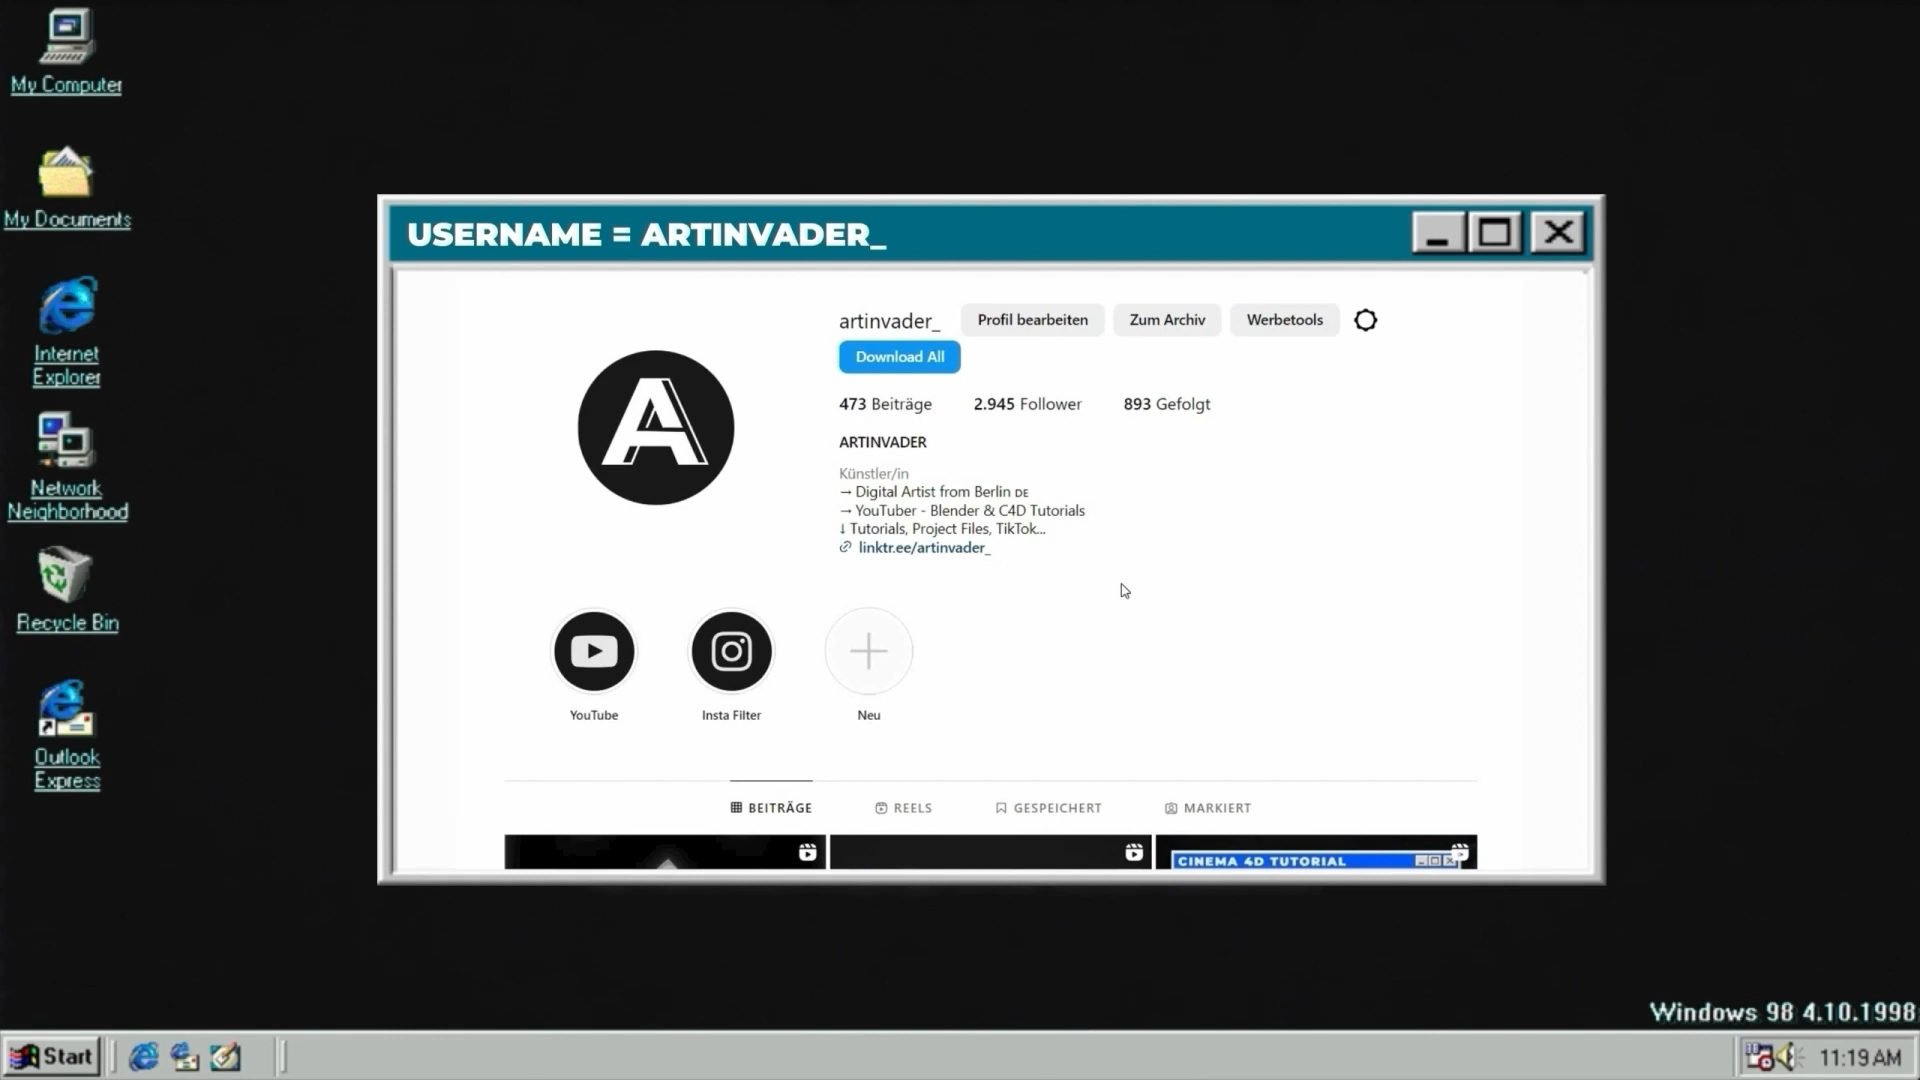 My Computer
My Documents
Internet
Explorer
Network
Neighborhood
Recycle Bin
Outlook
Express
USERNAME = ARTINVADER_
artinvader_
Profil bearbeiten
Zum Archiv
Werbetools
Download All
473 Beiträge
2.945 Follower
893 Gefolgt
ARTINVADER
Künstler/in
→ Digital Artist from Berlin DE
→ YouTuber - Blender & C4D Tutorials
↓ Tutorials, Project Files, TikTok...
linktr.ee/artinvader_
A
YouTube
Insta Filter
Neu
BEITRÄGE
REELS
GESPEICHERT
MARKIERT
CINEMA 4D TUTORIAL
Windows 98 4.10.1998
Start
11:19 AM